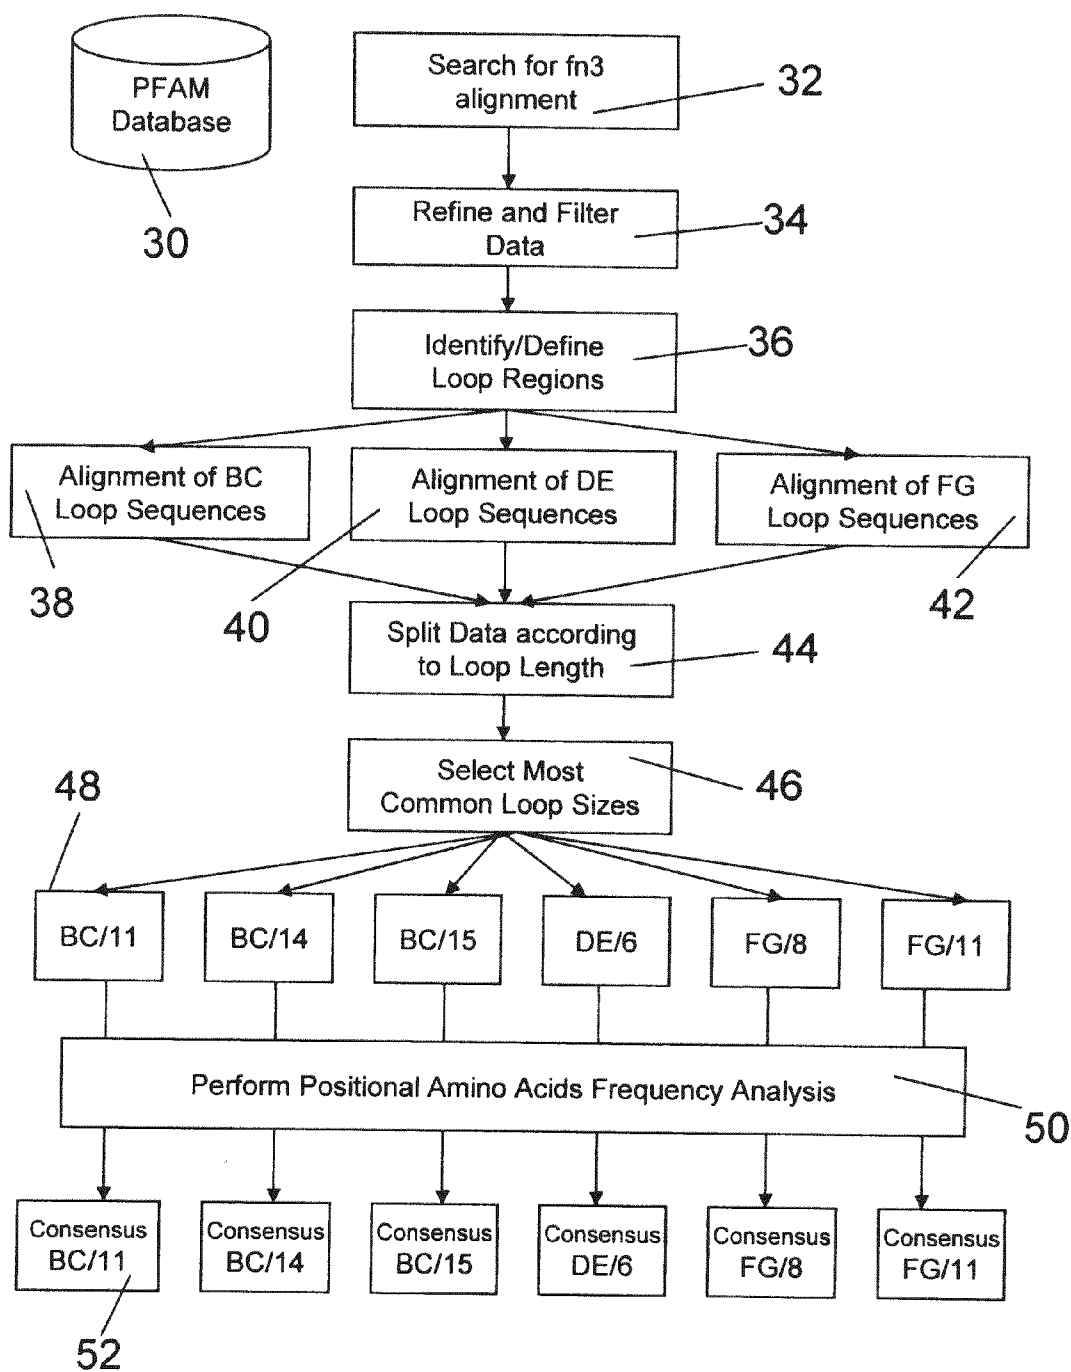 PFAM
Database
30
Search for fn3
alignment
32
Refine and Filter
Data
34
Identify/Define
Loop Regions
36
Alignment of BC
Loop Sequences
38
Alignment of DE
Loop Sequences
40
Alignment of FG
Loop Sequences
42
Split Data according
to Loop Length
44
Select Most
Common Loop Sizes
46
48
BC/11
BC/14
BC/15
DE/6
FG/8
FG/11
Perform Positional Amino Acids Frequency Analysis
50
Consensus
BC/11
Consensus
BC/14
Consensus
BC/15
Consensus
DE/6
Consensus
FG/8
Consensus
FG/11
52